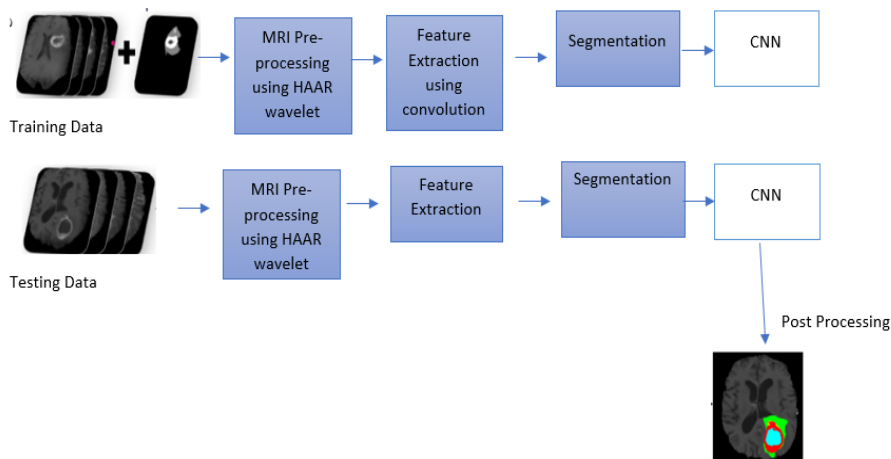 MRI Pre-
processing
using HAAR
wavelet
Feature
Extraction
using
convolution
Segmentation
CNN
Training Data
MRI Pre-
processing
using HAAR
wavelet
Feature
Extraction
Segmentation
CNN
Testing Data
Post Processing